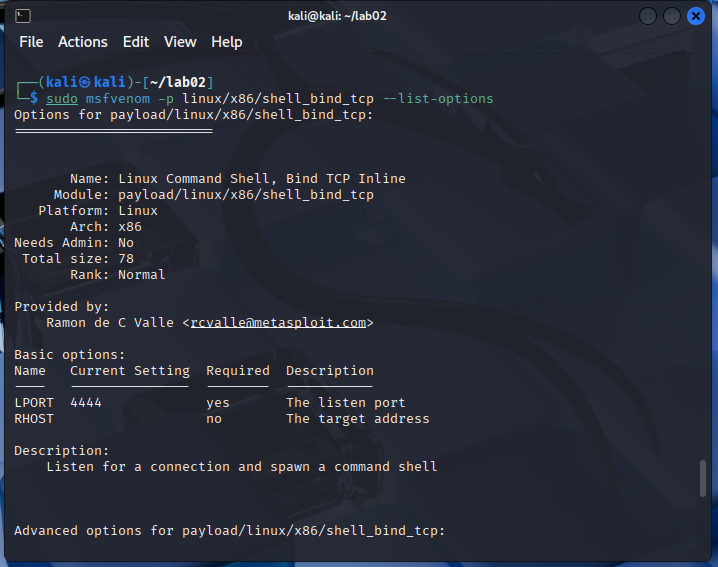 kali@kali: ~/lab02
File Actions Edit View Help
┌──(kali㉿kali)-[~/lab02]
└─$ sudo msfvenom -p linux/x86/shell_bind_tcp --list-options
Options for payload/linux/x86/shell_bind_tcp:
=========================
Name: Linux Command Shell, Bind TCP Inline
Module: payload/linux/x86/shell_bind_tcp
Platform: Linux
Arch: x86
Needs Admin: No
Total size: 78
Rank: Normal
Provided by:
Ramon de C Valle <rcvalle@metasploit.com>
Basic options:
Name Current Setting Required Description
---- --------------- -------- -----------
LPORT 4444 yes The listen port
RHOST no The target address
Description:
Listen for a connection and spawn a command shell
Advanced options for payload/linux/x86/shell_bind_tcp: